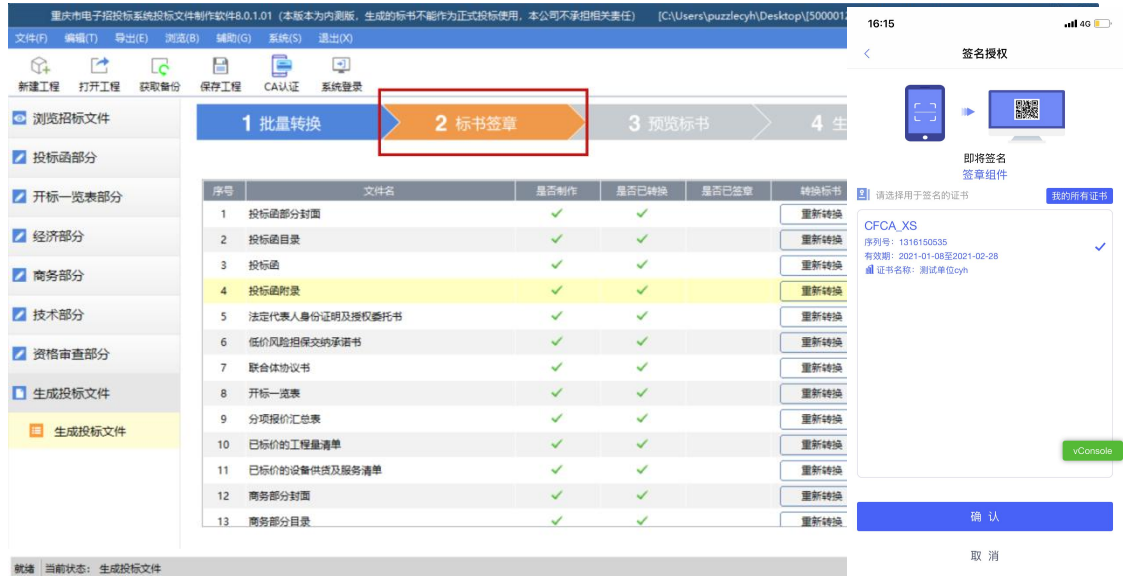 重庆市电子招投标系统投标文件制作软件8.0.1.01（本版本为内测版，生成的标书不能作为正式投标使用，本公司不承担相关责任） [C:\Users\puzzlecyh\Desktop\[500001
文件(F) 编辑(T) 导出(E) 浏览(B) 辅助(G) 系统(S) 退出(X)
新建工程 打开工程 获取备份 保存工程 CA认证 系统登录
浏览招标文件
投标函部分
开标一览表部分
经济部分
商务部分
技术部分
资格审查部分
生成投标文件
生成投标文件
1 批量转换 2 标书签章 3 预览标书 4 生
序号 文件名 是否制作 是否已转换 是否已签章 转换标书
1 投标函部分封面 重新转换
2 投标函目录 重新转换
3 投标函 重新转换
4 投标函附录 重新转换
5 法定代表人身份证明及授权委托书 重新转换
6 低价风险担保交纳承诺书 重新转换
7 联合体协议书 重新转换
8 开标一览表 重新转换
9 分项报价汇总表 重新转换
10 已标价的工程量清单 重新转换
11 已标价的设备供货及服务清单 重新转换
12 商务部分封面 重新转换
13 商务部分目录 重新转换
就绪 当前状态： 生成投标文件
16:15 4G
签名授权
即将签名
签章组件
请选择用于签名的证书 我的所有证书
CFCA_XS
序列号：1316150535
有效期：2021-01-08至2021-02-28
证书名称：测试单位cyh
vConsole
确 认
取 消